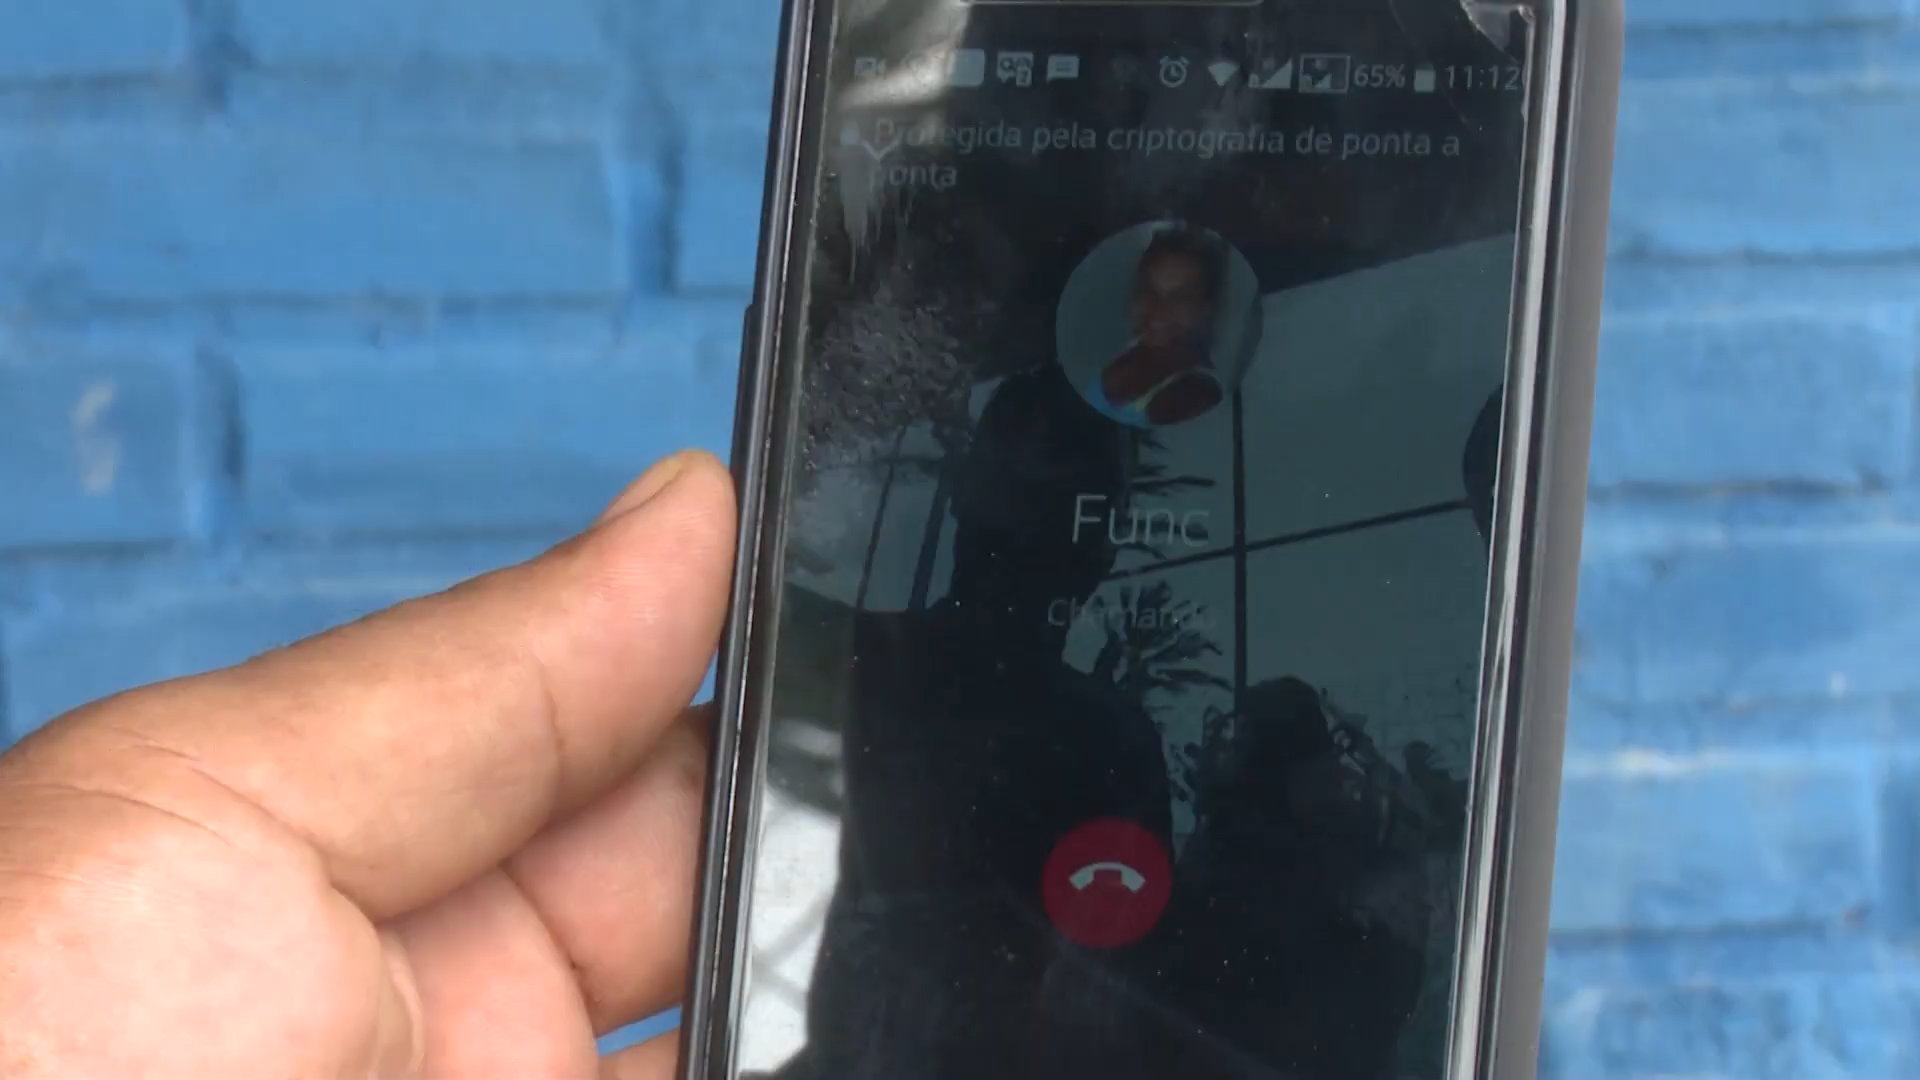 65% 11:12
Protegida pela criptografia de ponta a
ponta
Func
Chamando